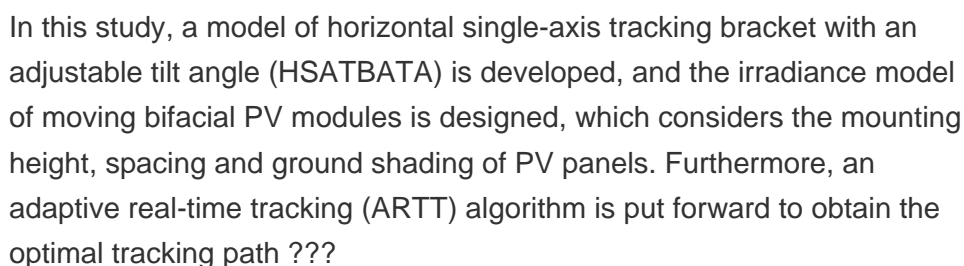 In this study, a model of horizontal single-axis tracking bracket with an
adjustable tilt angle (HSATBATA) is developed, and the irradiance model
of moving bifacial PV modules is designed, which considers the mounting
height, spacing and ground shading of PV panels. Furthermore, an
adaptive real-time tracking (ARTT) algorithm is put forward to obtain the
optimal tracking path ???